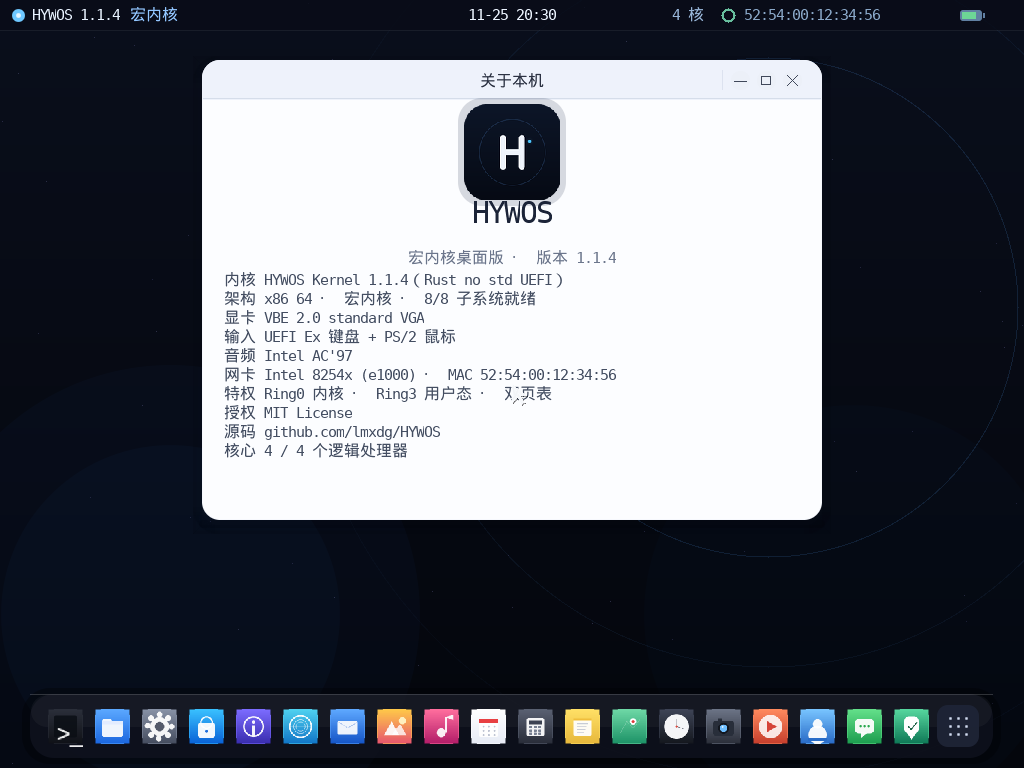 HYWOS 1.1.4 宏内核
11-25 20:30
4 核
52:54:00:12:34:56
关于本机
H
HYWOS
宏内核桌面版 · 版本 1.1.4
内核 HYWOS Kernel 1.1.4 (Rust no std UEFI)
架构 x86 64 · 宏内核 · 8/8 子系统就绪
显卡 VBE 2.0 standard VGA
输入 UEFI Ex 键盘 + PS/2 鼠标
音频 Intel AC'97
网卡 Intel 8254x (e1000) · MAC 52:54:00:12:34:56
特权 Ring0 内核 · Ring3 用户态 · 双页表
授权 MIT License
源码 github.com/lmxdg/HYWOS
核心 4 / 4 个逻辑处理器
>_